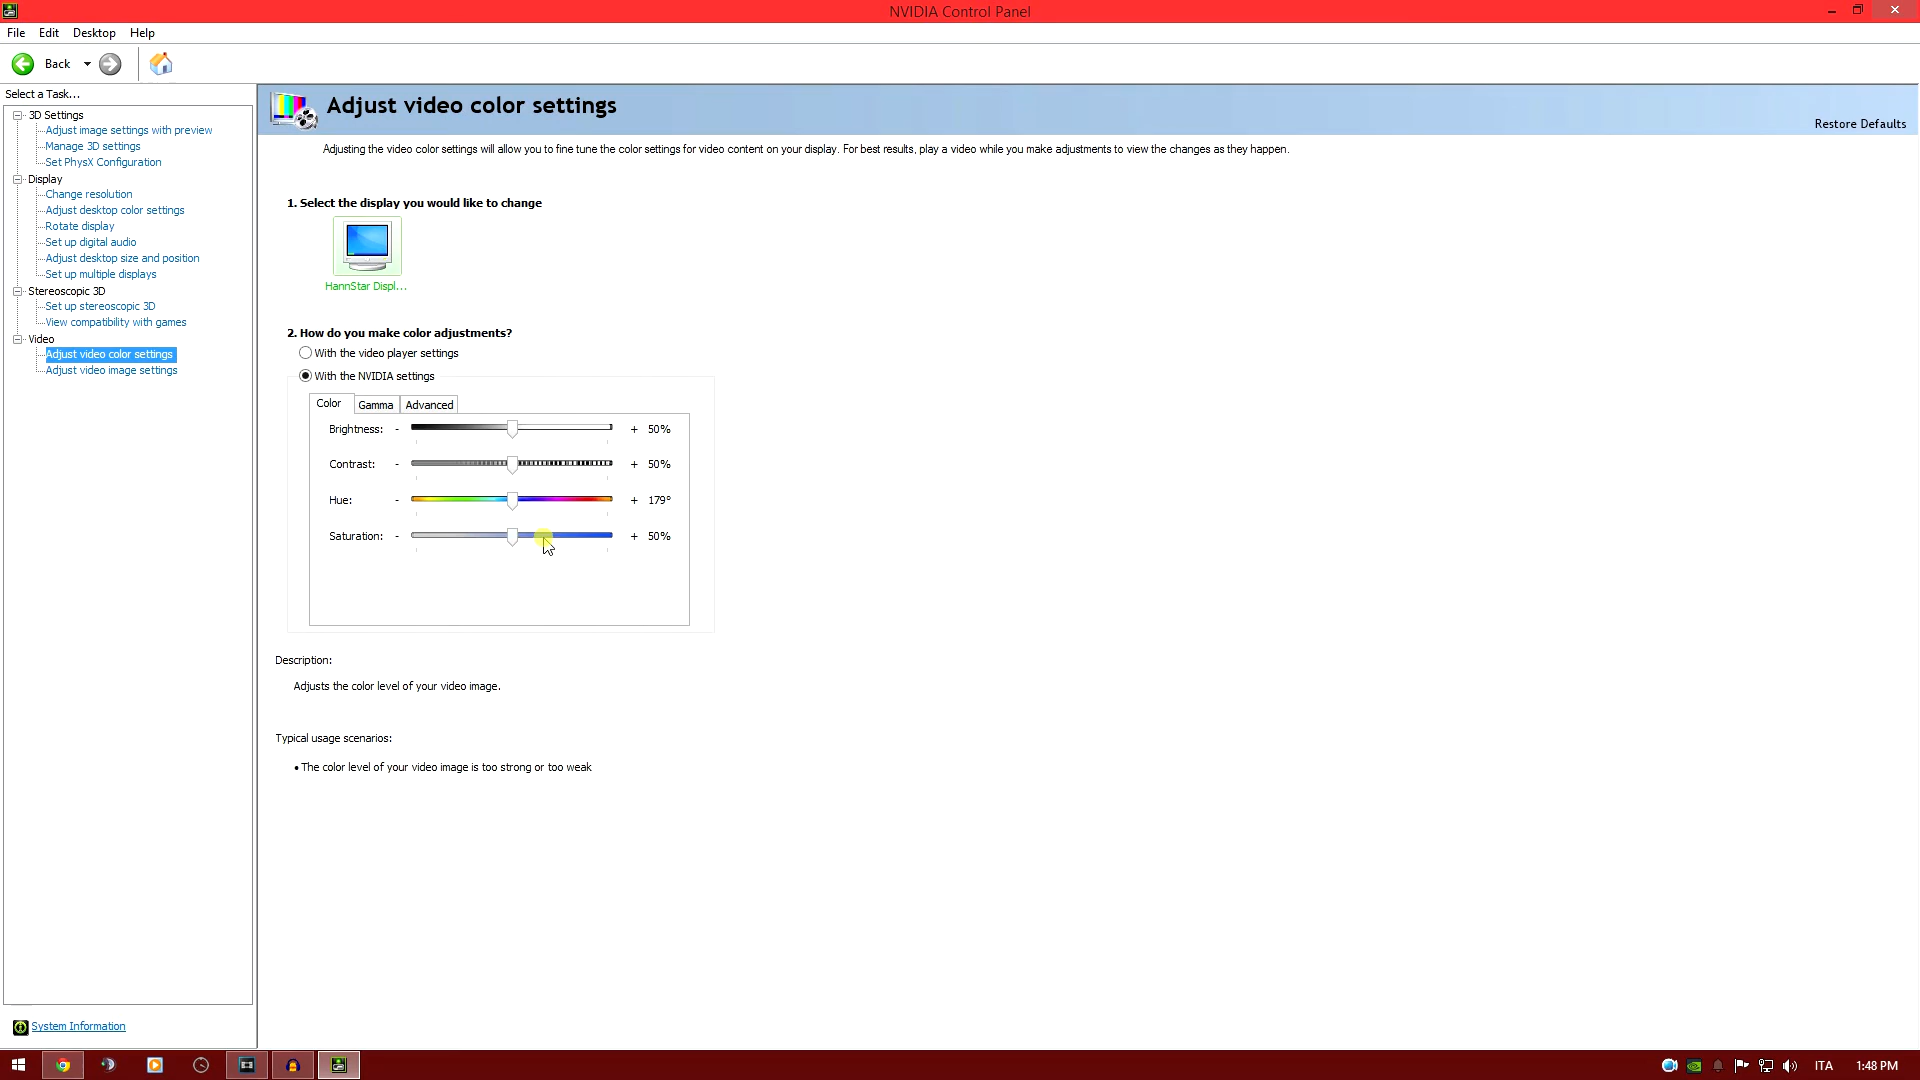 NVIDIA Control Panel
File Edit Desktop Help
Back
Select a Task...
3D Settings
Adjust image settings with preview
Manage 3D settings
Set PhysX Configuration
Display
Change resolution
Adjust desktop color settings
Rotate display
Set up digital audio
Adjust desktop size and position
Set up multiple displays
Stereoscopic 3D
Set up stereoscopic 3D
View compatibility with games
Video
Adjust video color settings
Adjust video image settings
System Information
Adjust video color settings
Restore Defaults
Adjusting the video color settings will allow you to fine tune the color settings for video content on your display. For best results, play a video while you make adjustments to view the changes as they happen.
1. Select the display you would like to change
HannStar Displ...
2. How do you make color adjustments?
With the video player settings
With the NVIDIA settings
Color Gamma Advanced
Brightness: - + 50%
Contrast: - + 50%
Hue: - + 179°
Saturation: - + 50%
Description:
Adjusts the color level of your video image.
Typical usage scenarios:
• The color level of your video image is too strong or too weak
ITA 1:48 PM